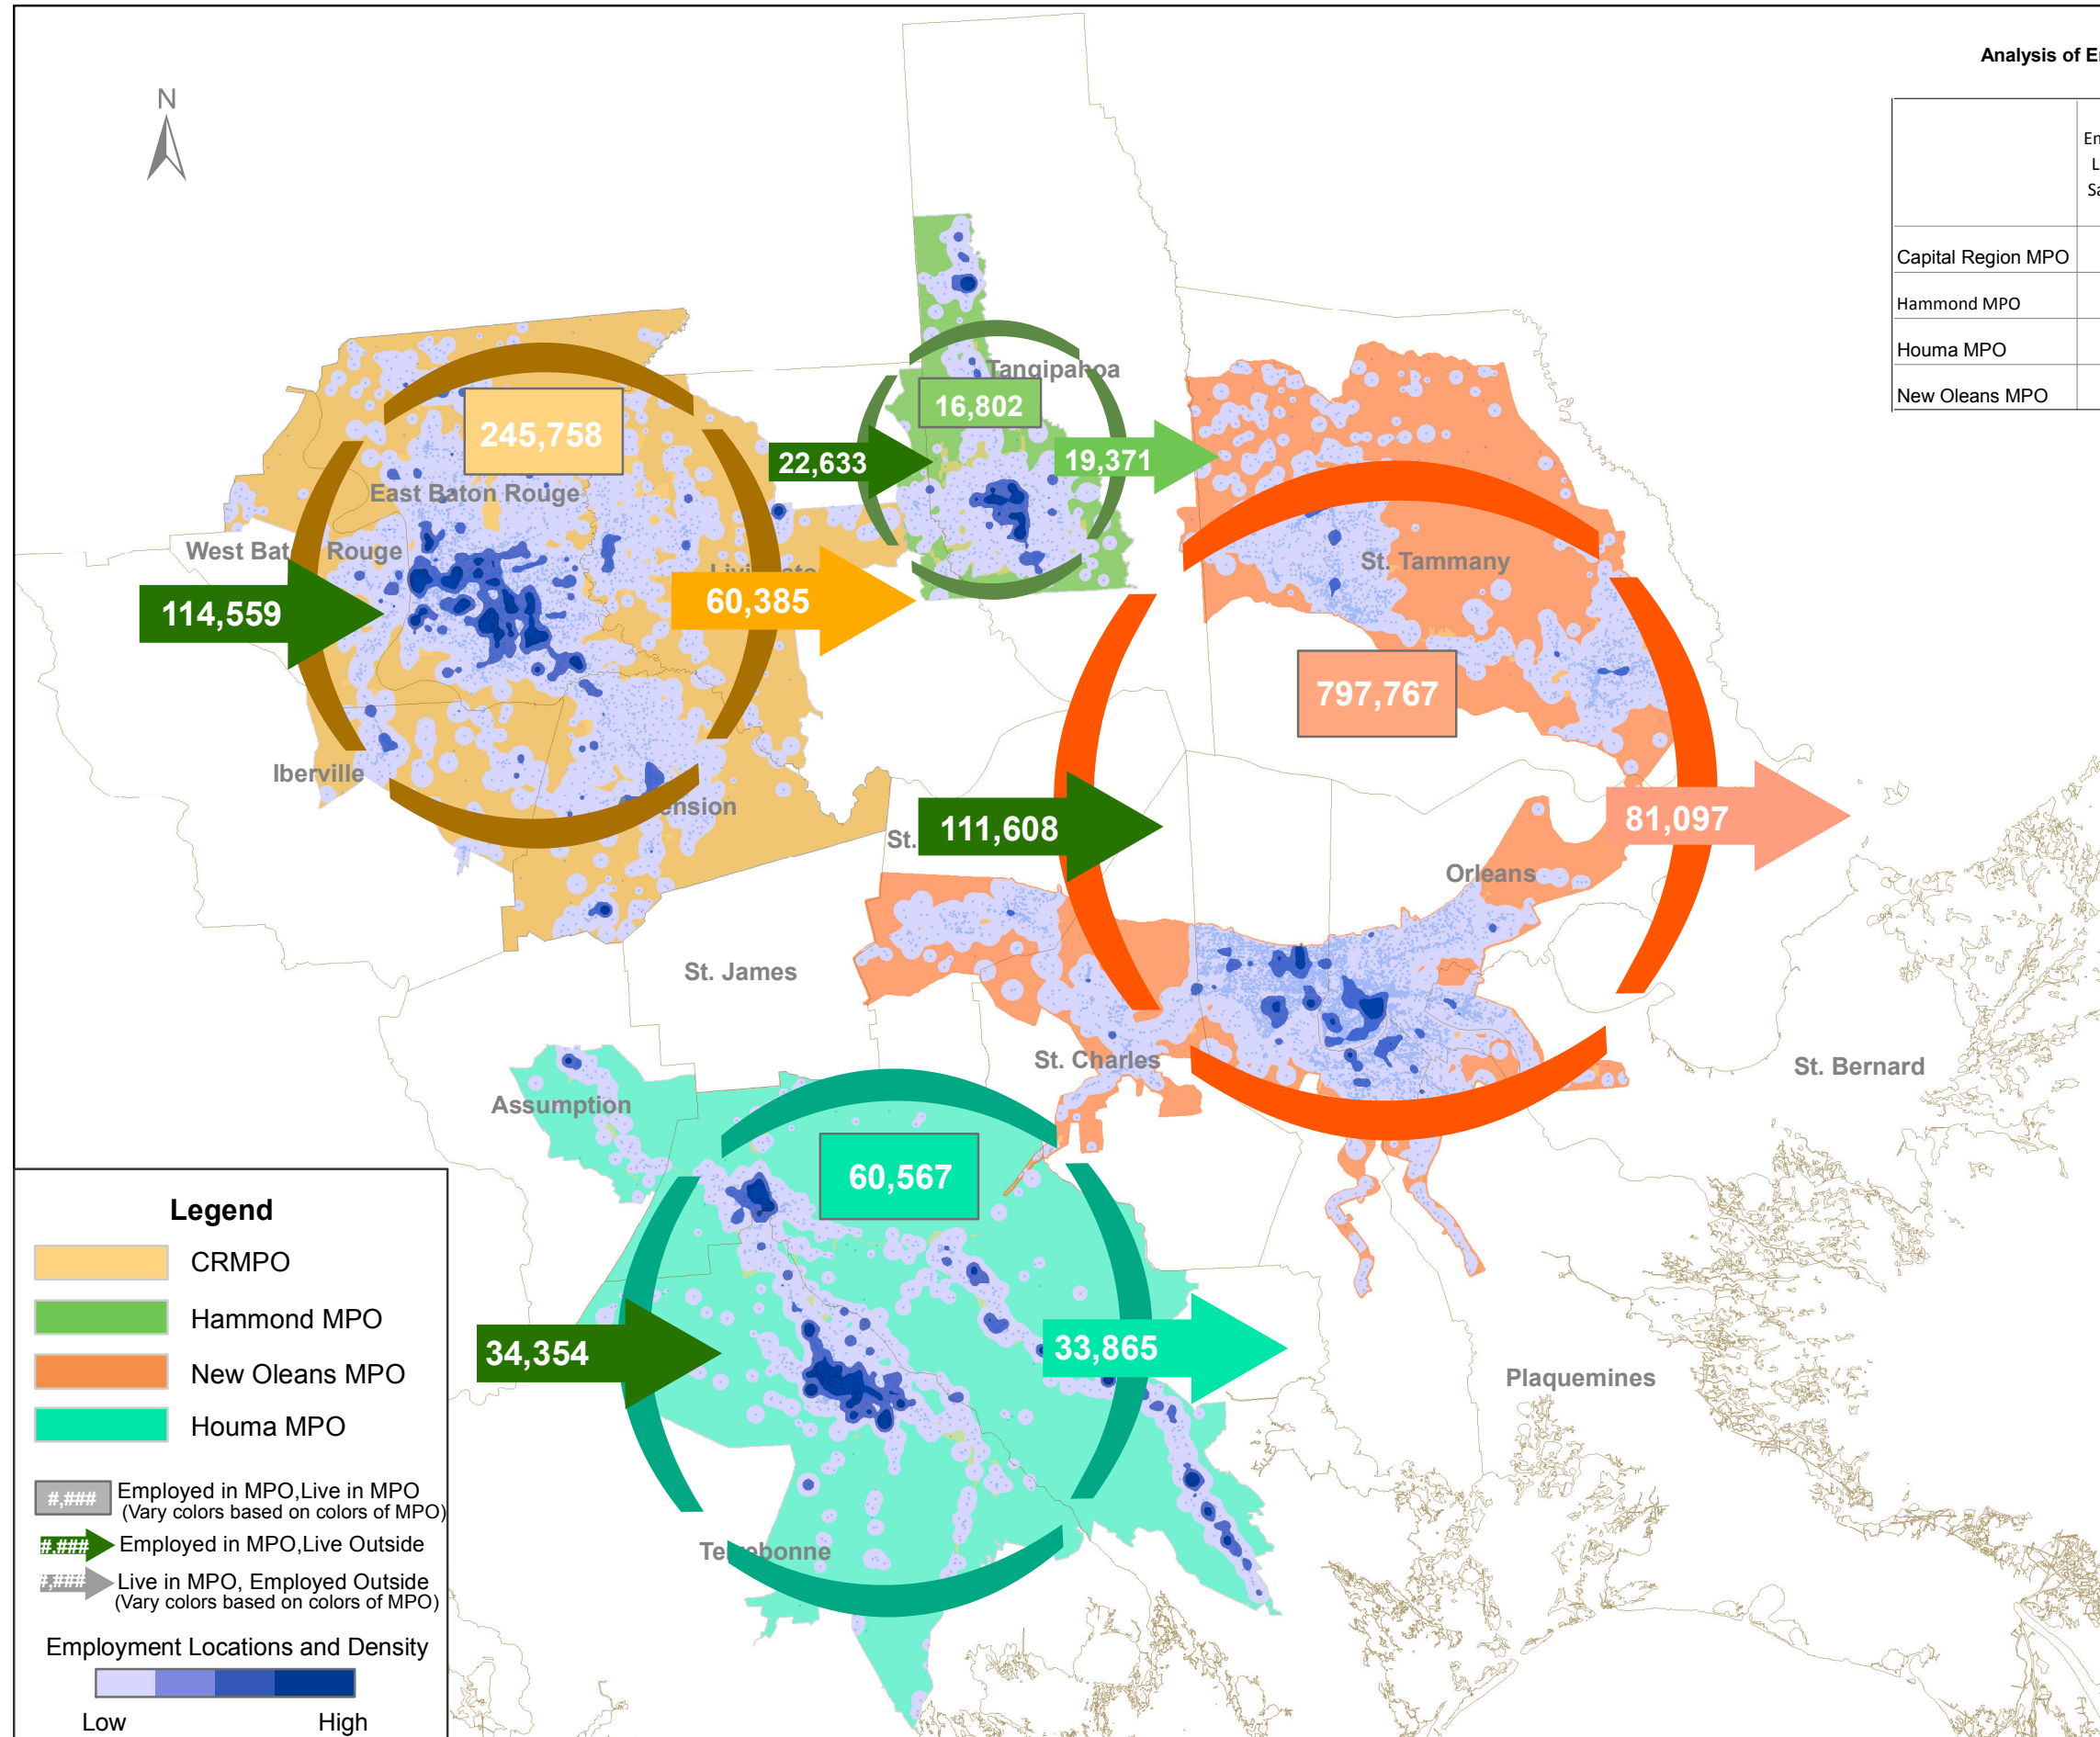 Analysis of
N
Capital Region MPO
Hammond MPO
Houma MPO
New Oleans MPO
Tangipahoa
16,802
245,758
22,633
19,371
East Baton Rouge
West Bat Rouge
St. Tammany
60,385
114,559
797,767
Iberville
ension
81,097
111,608
St.
Orleans
St. James
St. Charles
St. Bernard
Assumption
60,567
34,354
33,865
Plaquemines
Te ebonne
Legend
CRMPO
Hammond MPO
New Oleans MPO
Houma MPO
#,### Employed in MPO,Live in MPO
(Vary colors based on colors of MPO)
#,### Employed in MPO,Live Outside
#,### Live in MPO, Employed Outside
(Vary colors based on colors of MPO)
Employment Locations and Density
Low High